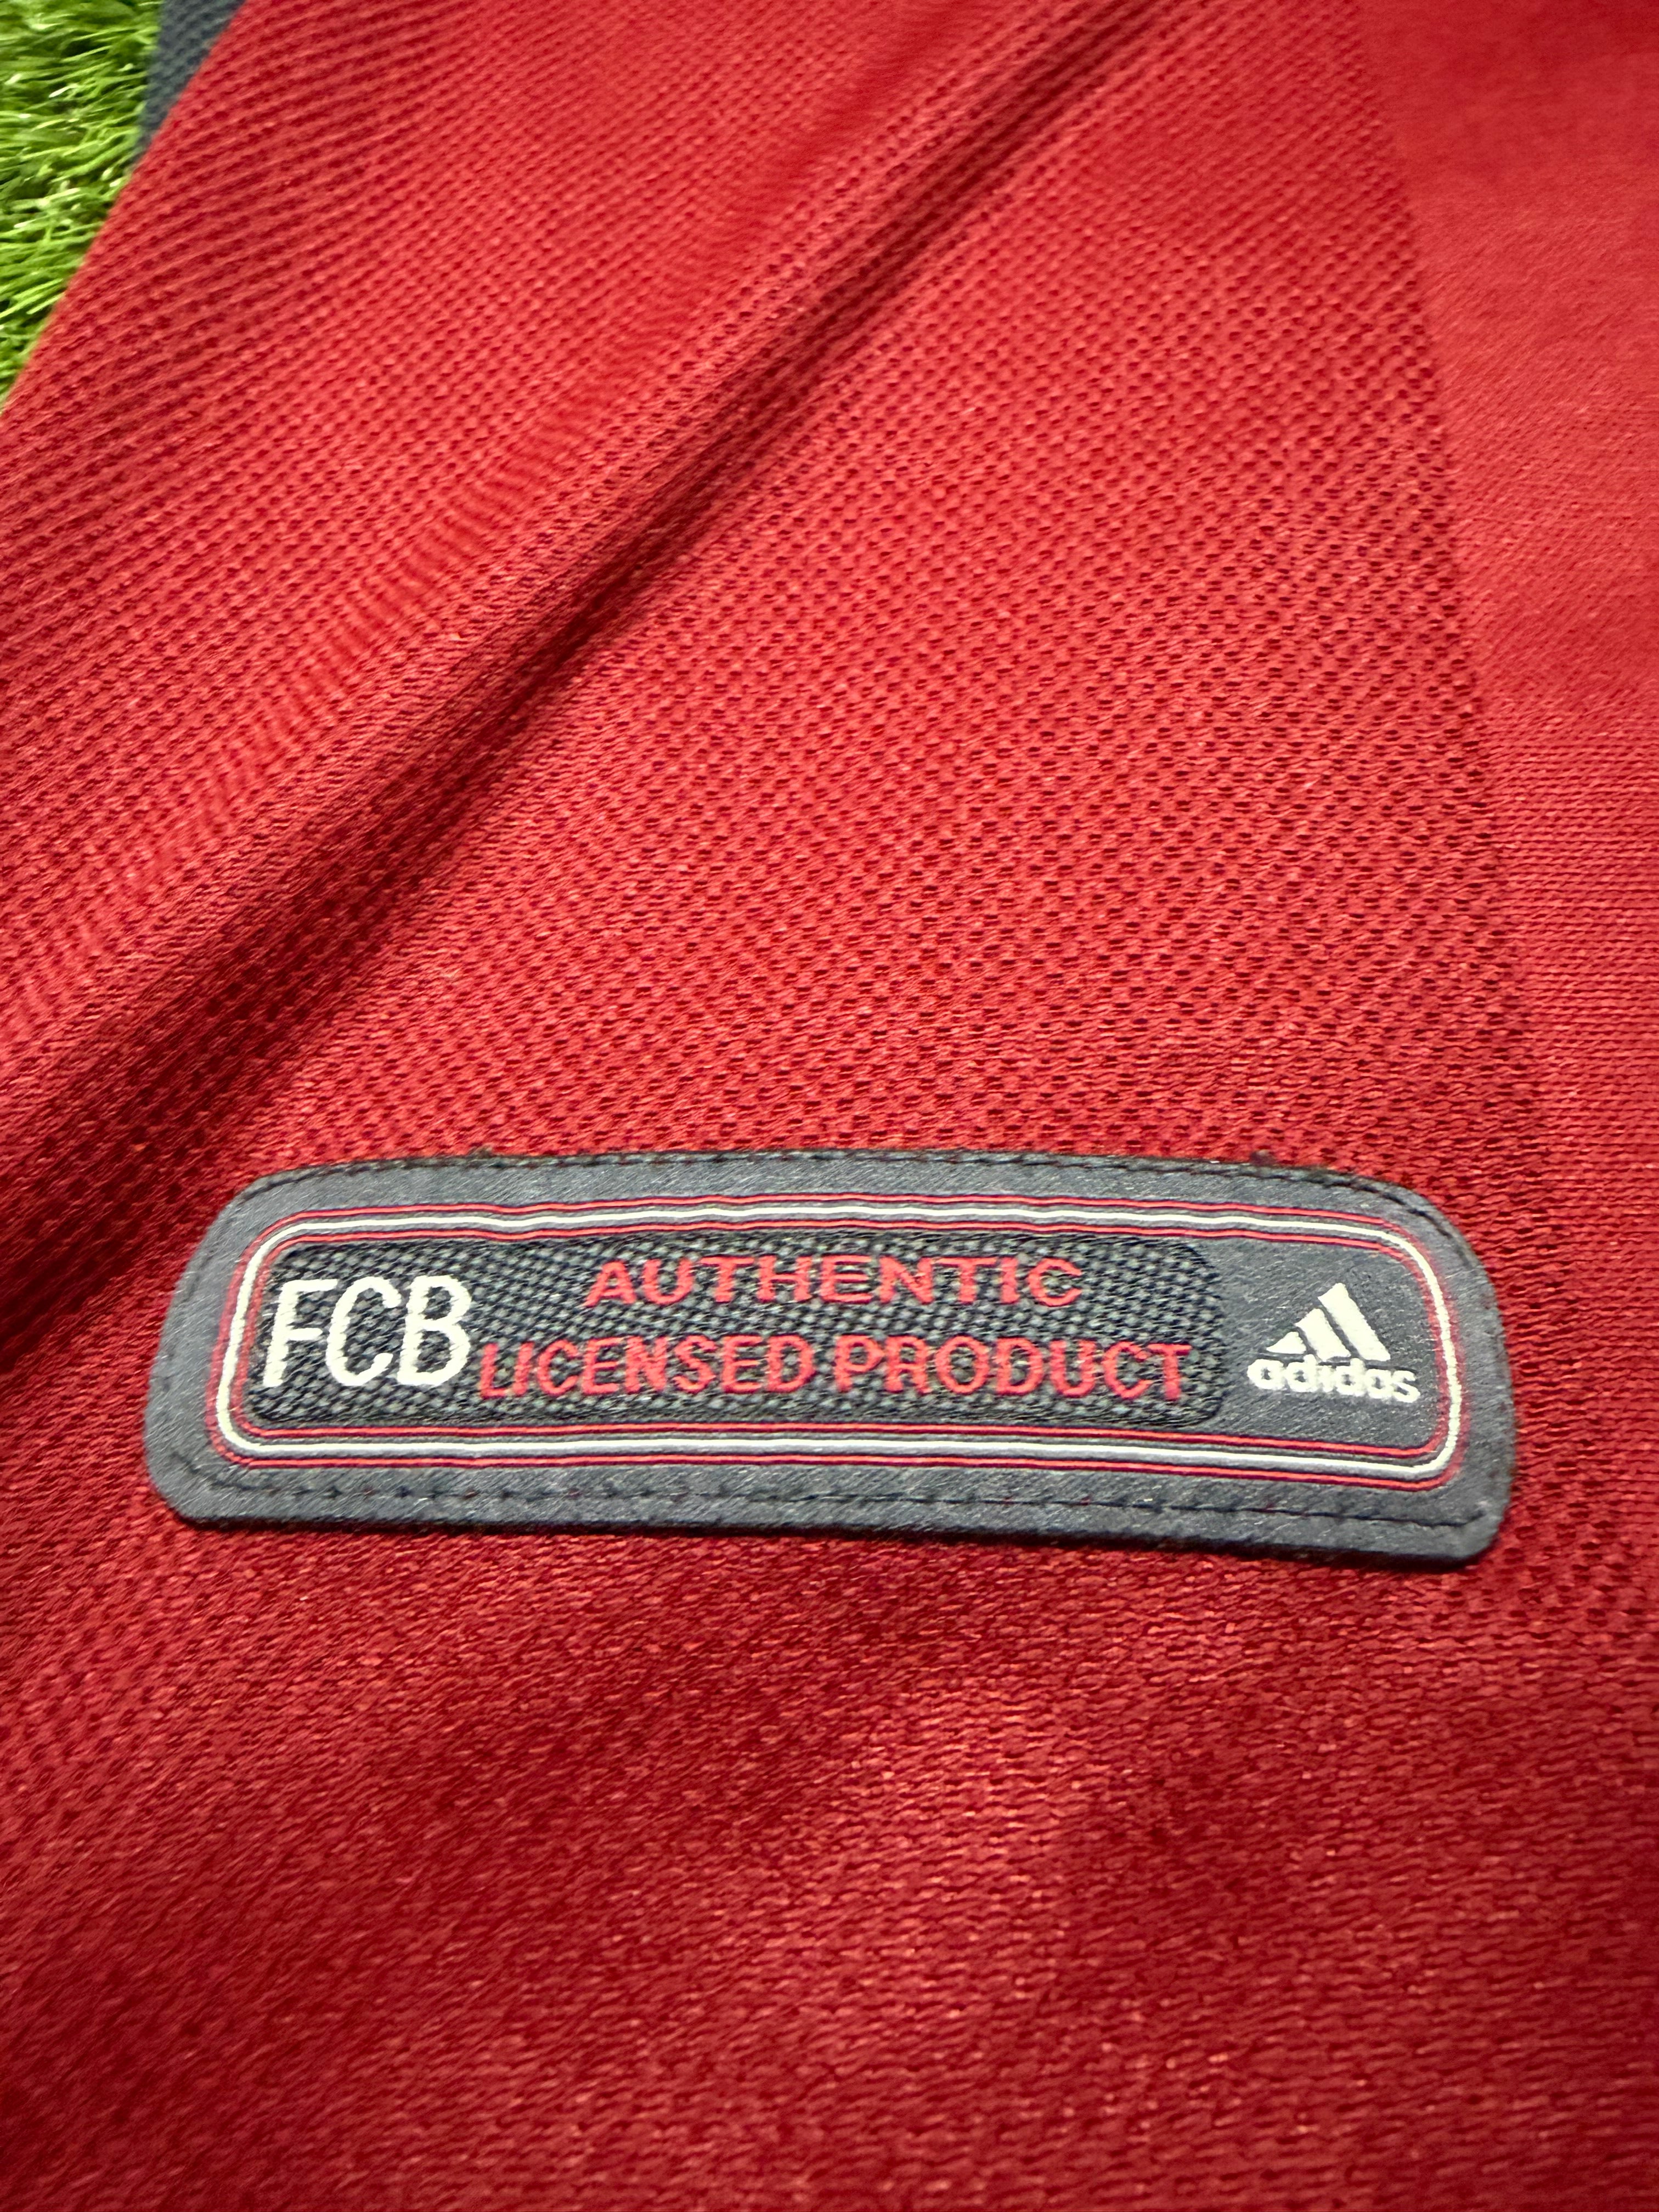 FCB
AUTHENTIC
LICENSED PRODUCT
adidas